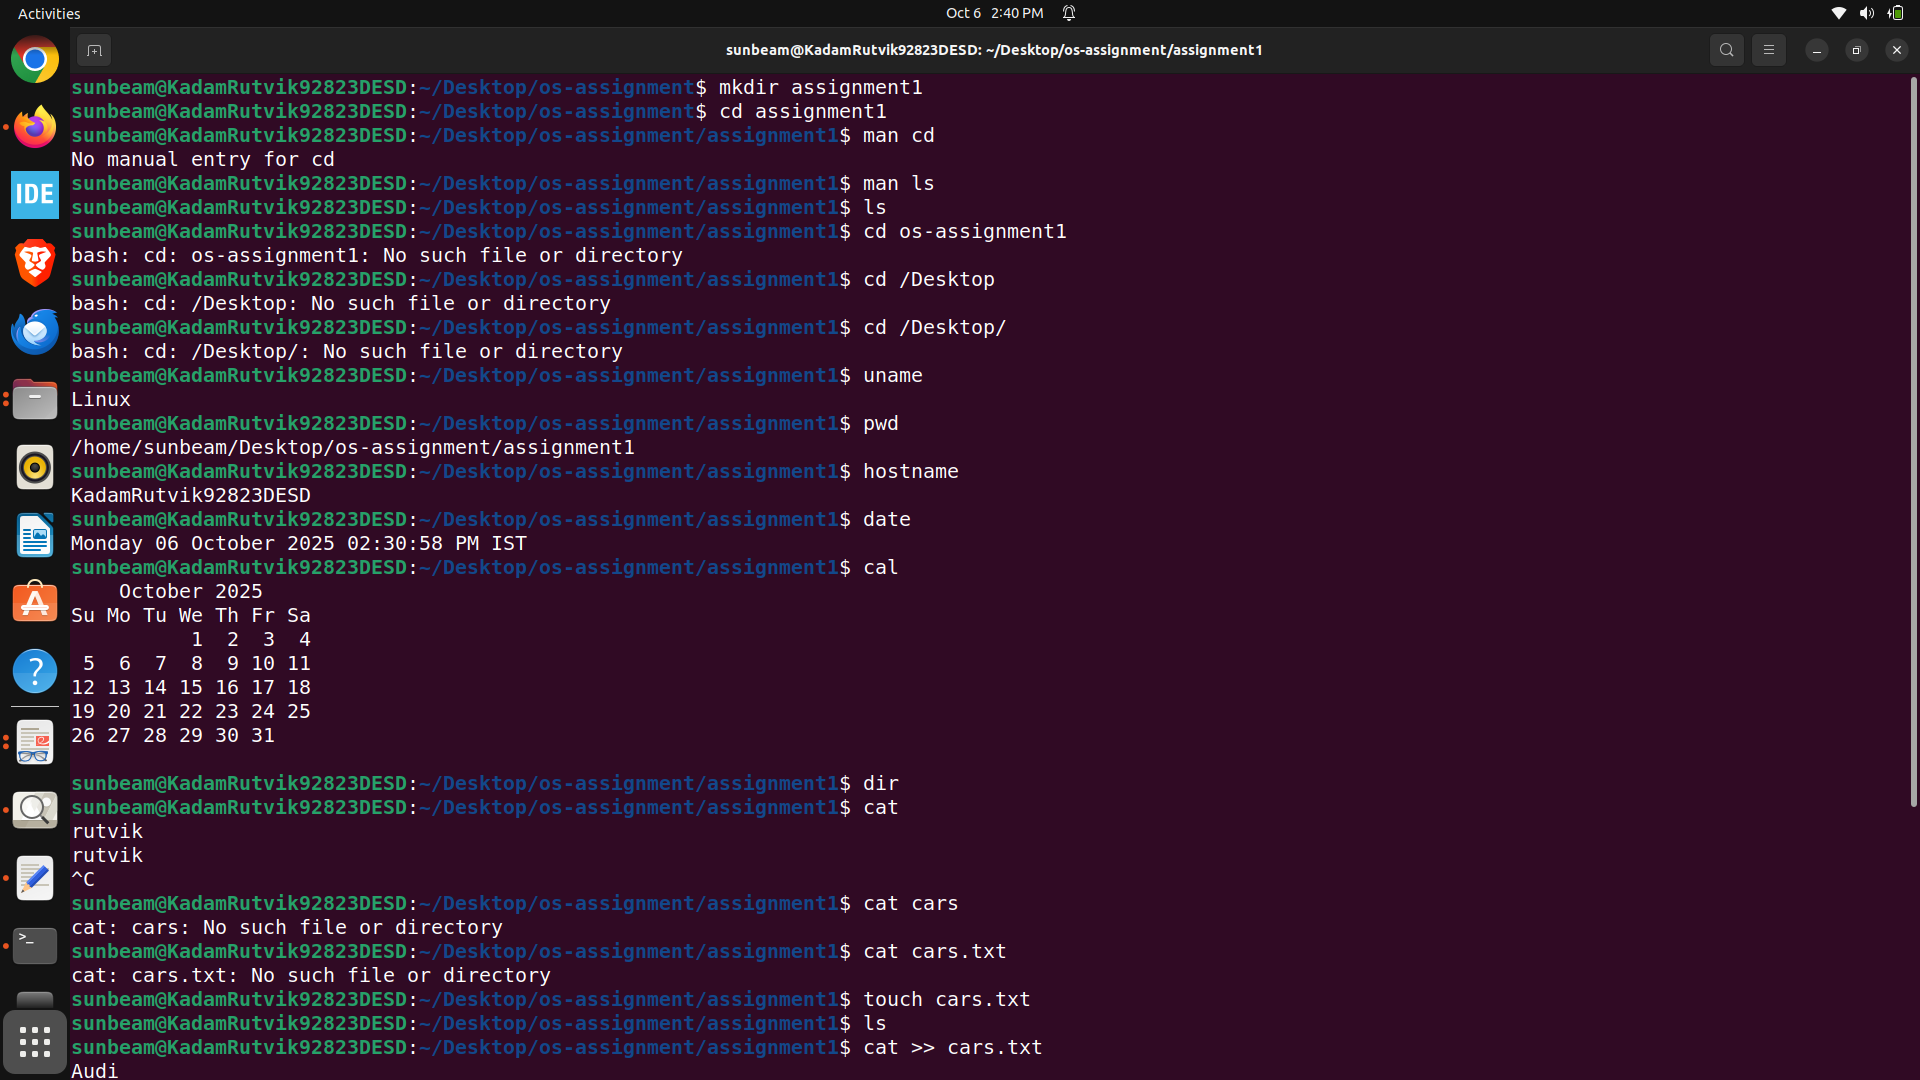 Activities
Oct 6 2:40 PM
sunbeam@KadamRutvik92823DESD: ~/Desktop/os-assignment/assignment1
sunbeam@KadamRutvik92823DESD:~/Desktop/os-assignment$ mkdir assignment1
sunbeam@KadamRutvik92823DESD:~/Desktop/os-assignment$ cd assignment1
sunbeam@KadamRutvik92823DESD:~/Desktop/os-assignment/assignment1$ man cd
No manual entry for cd
sunbeam@KadamRutvik92823DESD:~/Desktop/os-assignment/assignment1$ man ls
sunbeam@KadamRutvik92823DESD:~/Desktop/os-assignment/assignment1$ ls
sunbeam@KadamRutvik92823DESD:~/Desktop/os-assignment/assignment1$ cd os-assignment1
bash: cd: os-assignment1: No such file or directory
sunbeam@KadamRutvik92823DESD:~/Desktop/os-assignment/assignment1$ cd /Desktop
bash: cd: /Desktop: No such file or directory
sunbeam@KadamRutvik92823DESD:~/Desktop/os-assignment/assignment1$ cd /Desktop/
bash: cd: /Desktop/: No such file or directory
sunbeam@KadamRutvik92823DESD:~/Desktop/os-assignment/assignment1$ uname
Linux
sunbeam@KadamRutvik92823DESD:~/Desktop/os-assignment/assignment1$ pwd
/home/sunbeam/Desktop/os-assignment/assignment1
sunbeam@KadamRutvik92823DESD:~/Desktop/os-assignment/assignment1$ hostname
KadamRutvik92823DESD
sunbeam@KadamRutvik92823DESD:~/Desktop/os-assignment/assignment1$ date
Monday 06 October 2025 02:30:58 PM IST
sunbeam@KadamRutvik92823DESD:~/Desktop/os-assignment/assignment1$ cal
October 2025
Su Mo Tu We Th Fr Sa
1 2 3 4
5 6 7 8 9 10 11
12 13 14 15 16 17 18
19 20 21 22 23 24 25
26 27 28 29 30 31
sunbeam@KadamRutvik92823DESD:~/Desktop/os-assignment/assignment1$ dir
sunbeam@KadamRutvik92823DESD:~/Desktop/os-assignment/assignment1$ cat
rutvik
rutvik
^C
sunbeam@KadamRutvik92823DESD:~/Desktop/os-assignment/assignment1$ cat cars
cat: cars: No such file or directory
sunbeam@KadamRutvik92823DESD:~/Desktop/os-assignment/assignment1$ cat cars.txt
cat: cars.txt: No such file or directory
sunbeam@KadamRutvik92823DESD:~/Desktop/os-assignment/assignment1$ touch cars.txt
sunbeam@KadamRutvik92823DESD:~/Desktop/os-assignment/assignment1$ ls
sunbeam@KadamRutvik92823DESD:~/Desktop/os-assignment/assignment1$ cat >> cars.txt
Audi
IDE